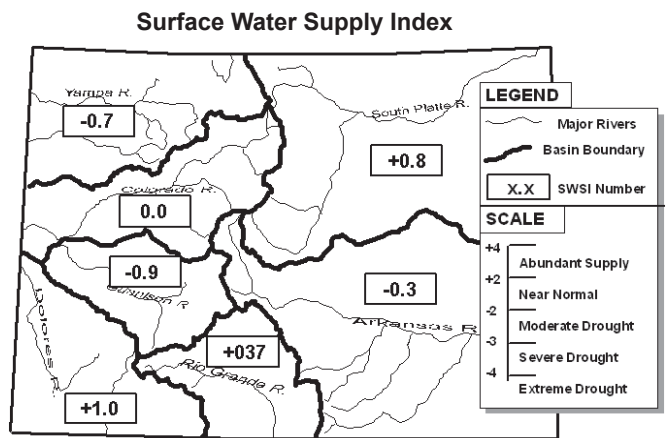 Surface Water Supply Index
Yampa R.
-0.7
South Platte R.
+0.8
Colorado R.
0.0
-0.9
Gunnison R
-0.3
Arkansas R
Dolores R.
+037
Rio Grande R.
+1.0
LEGEND
Major Rivers
Basin Boundary
X.X SWSI Number
SCALE
+4
Abundant Supply
+2
Near Normal
-2
Moderate Drought
-3
Severe Drought
-4
Extreme Drought